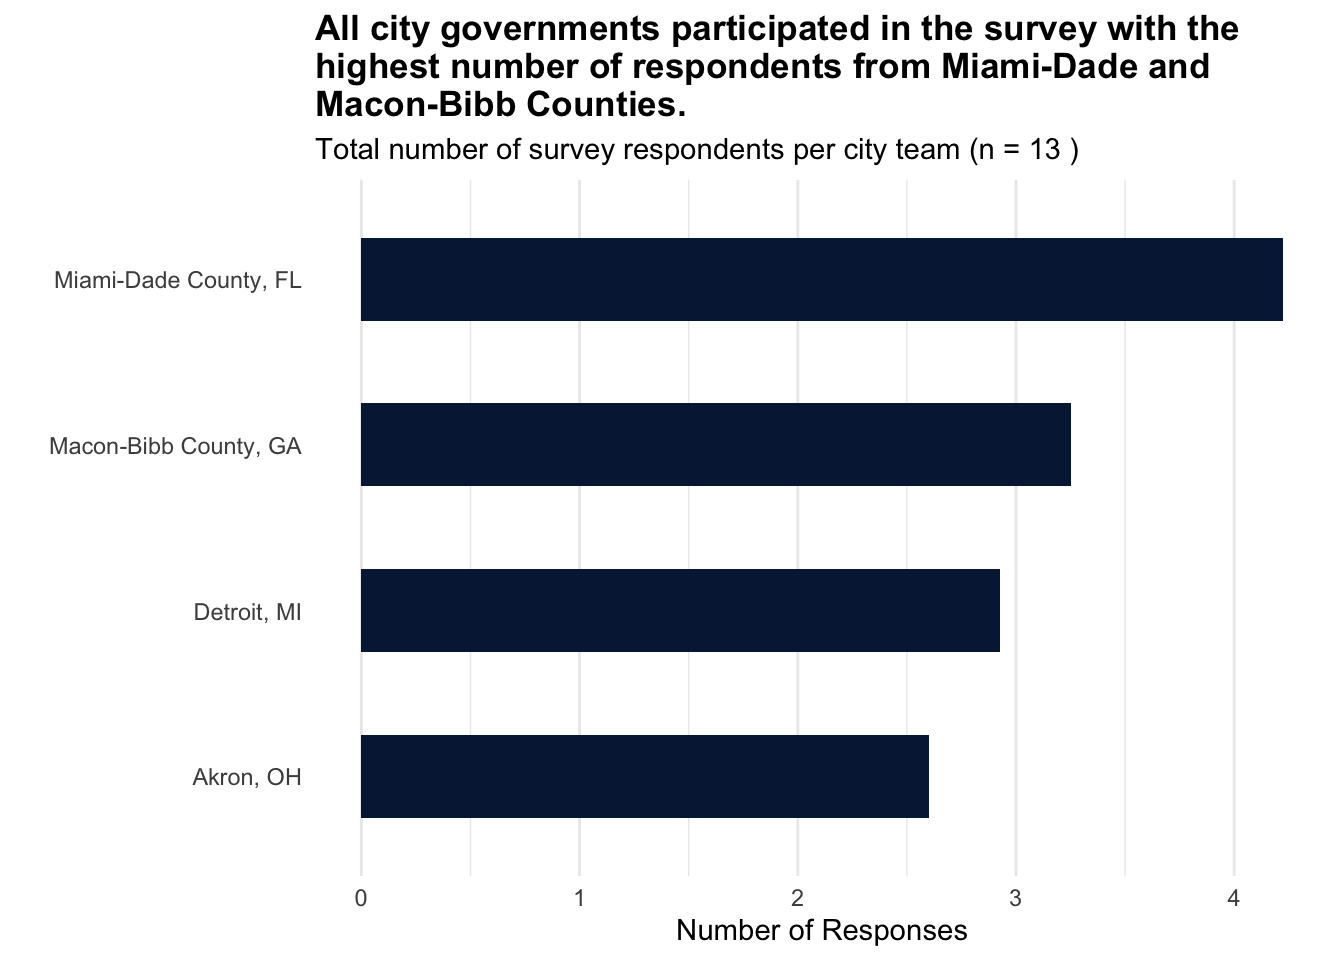 All city governments participated in the survey with the
highest number of respondents from Miami-Dade and
Macon-Bibb Counties.
Total number of survey respondents per city team (n = 13 )
Miami-Dade County, FL
Macon-Bibb County, GA
Detroit, MI
Akron, OH
0 1 2 3 4
Number of Responses